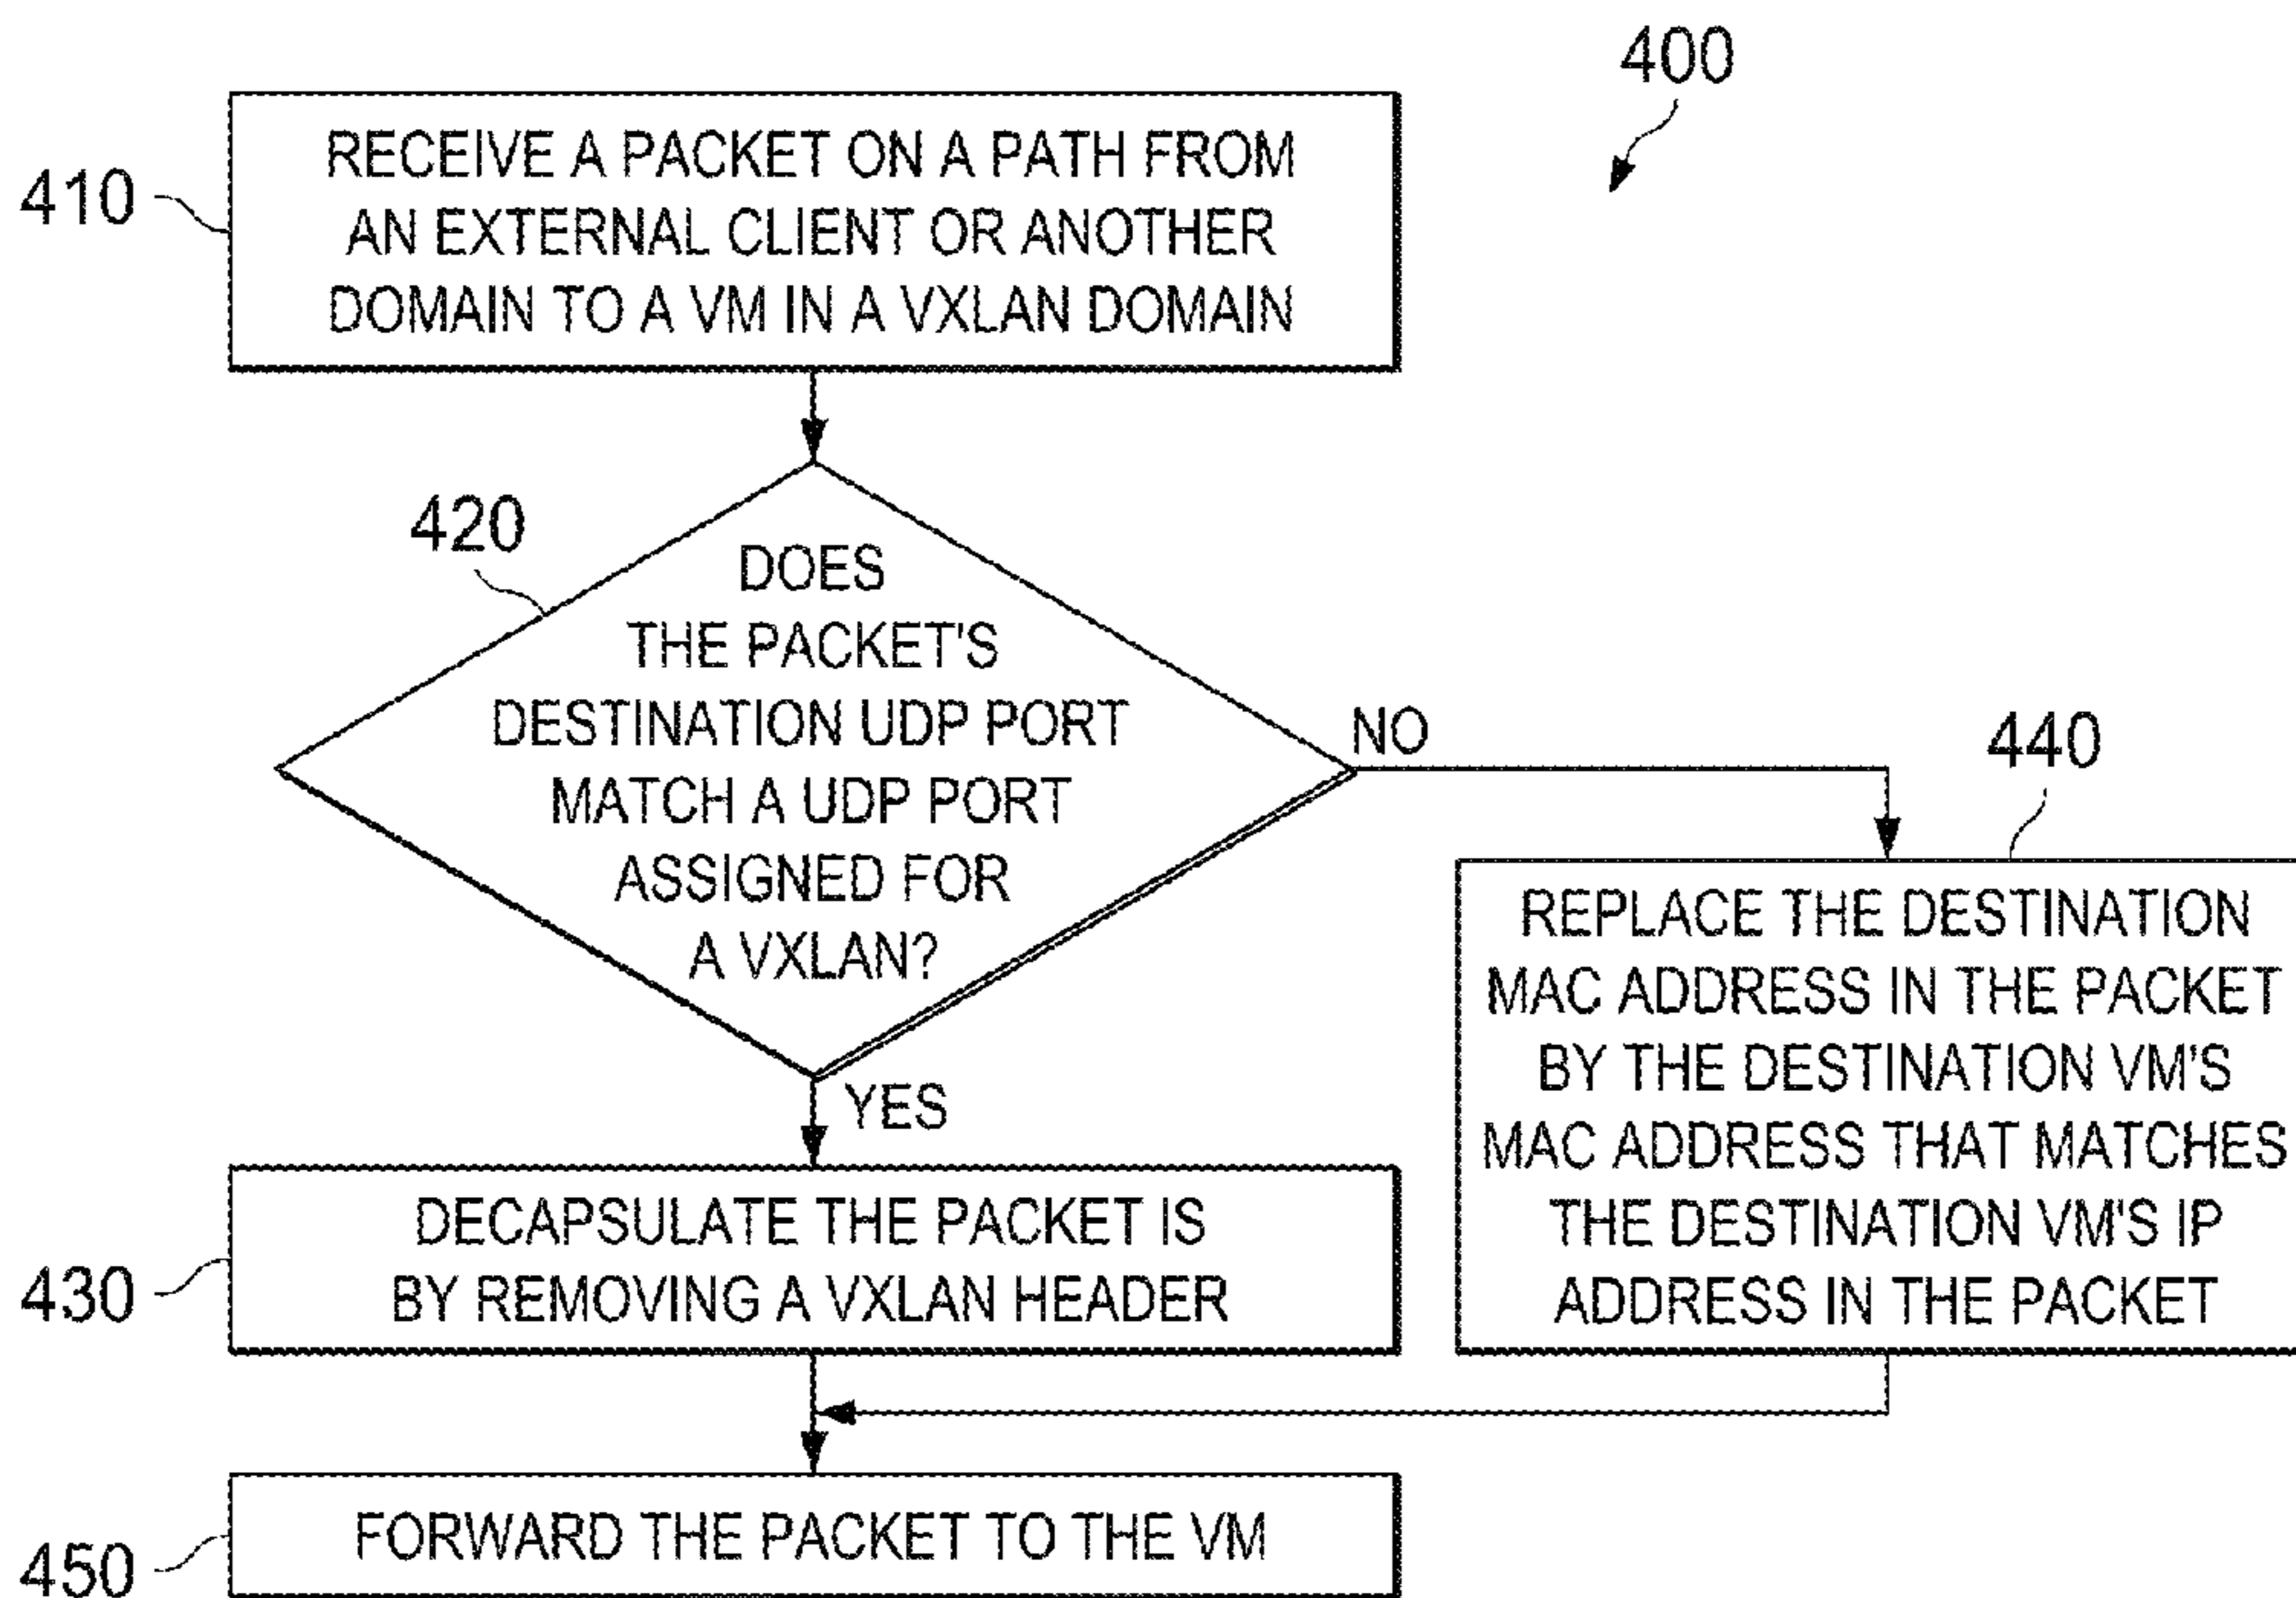 400
410
RECEIVE A PACKET ON A PATH FROM
AN EXTERNAL CLIENT OR ANOTHER
DOMAIN TO A VM IN A VXLAN DOMAIN
420
DOES
THE PACKET'S
DESTINATION UDP PORT
MATCH A UDP PORT
ASSIGNED FOR
A VXLAN?
NO
YES
440
REPLACE THE DESTINATION
MAC ADDRESS IN THE PACKET
BY THE DESTINATION VM'S
MAC ADDRESS THAT MATCHES
THE DESTINATION VM'S IP
ADDRESS IN THE PACKET
430
DECAPSULATE THE PACKET IS
BY REMOVING A VXLAN HEADER
450
FORWARD THE PACKET TO THE VM